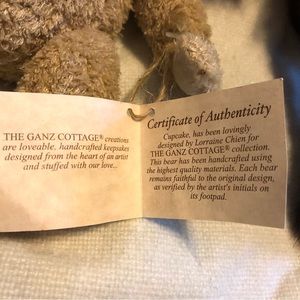 THE GANZ COTTAGE® creations
are loveable, handcrafted keepsakes
designed from the heart of an artist
and stuffed with our love...
Certificate of Authenticity
Cupcake, has been lovingly
designed by Lorraine Chien for
THE GANZ COTTAGE® collection.
This bear has been handcrafted using
the highest quality materials. Each bear
remains faithful to the original design,
as verified by the artist's initials on
its footpad.